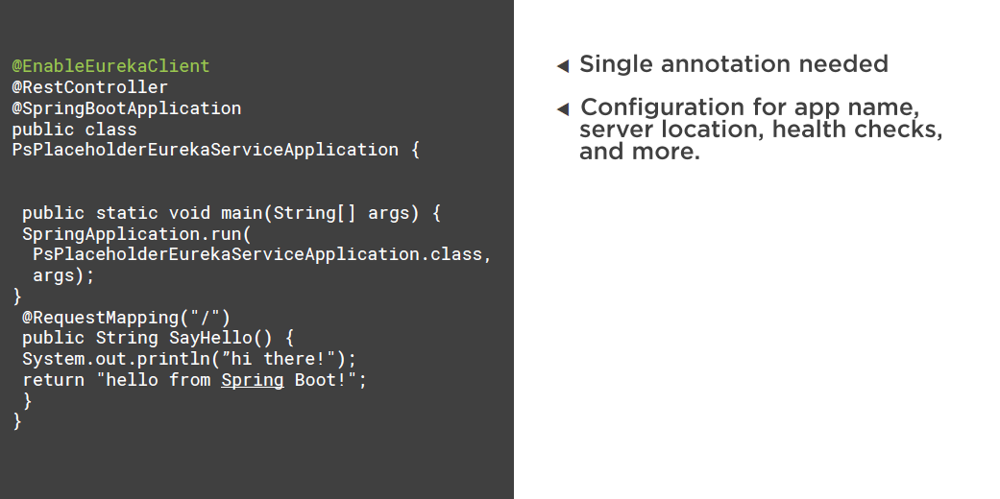 @EnableEurekaClient
@RestController
@SpringBootApplication
public class
PsPlaceholderEurekaServiceApplication {
public static void main(String[] args) {
SpringApplication.run(
PsPlaceholderEurekaServiceApplication.class,
args);
}
@RequestMapping("/")
public String SayHello() {
System.out.println(”hi there!");
return "hello from Spring Boot!";
}
}
Single annotation needed
Configuration for app name,
server location, health checks,
and more.